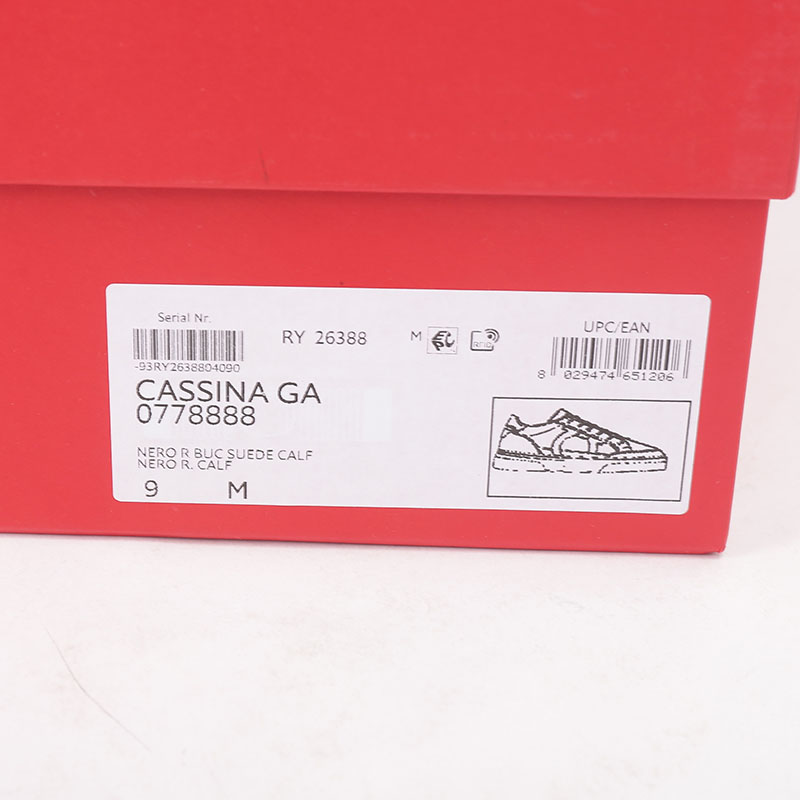 Serial Nr.
-93RY2638804090
RY 26388
M
RFID
UPC/EAN
8 029474 651206
CASSINA GA
0778888
NERO R BUC SUEDE CALF
NERO R. CALF
9 M